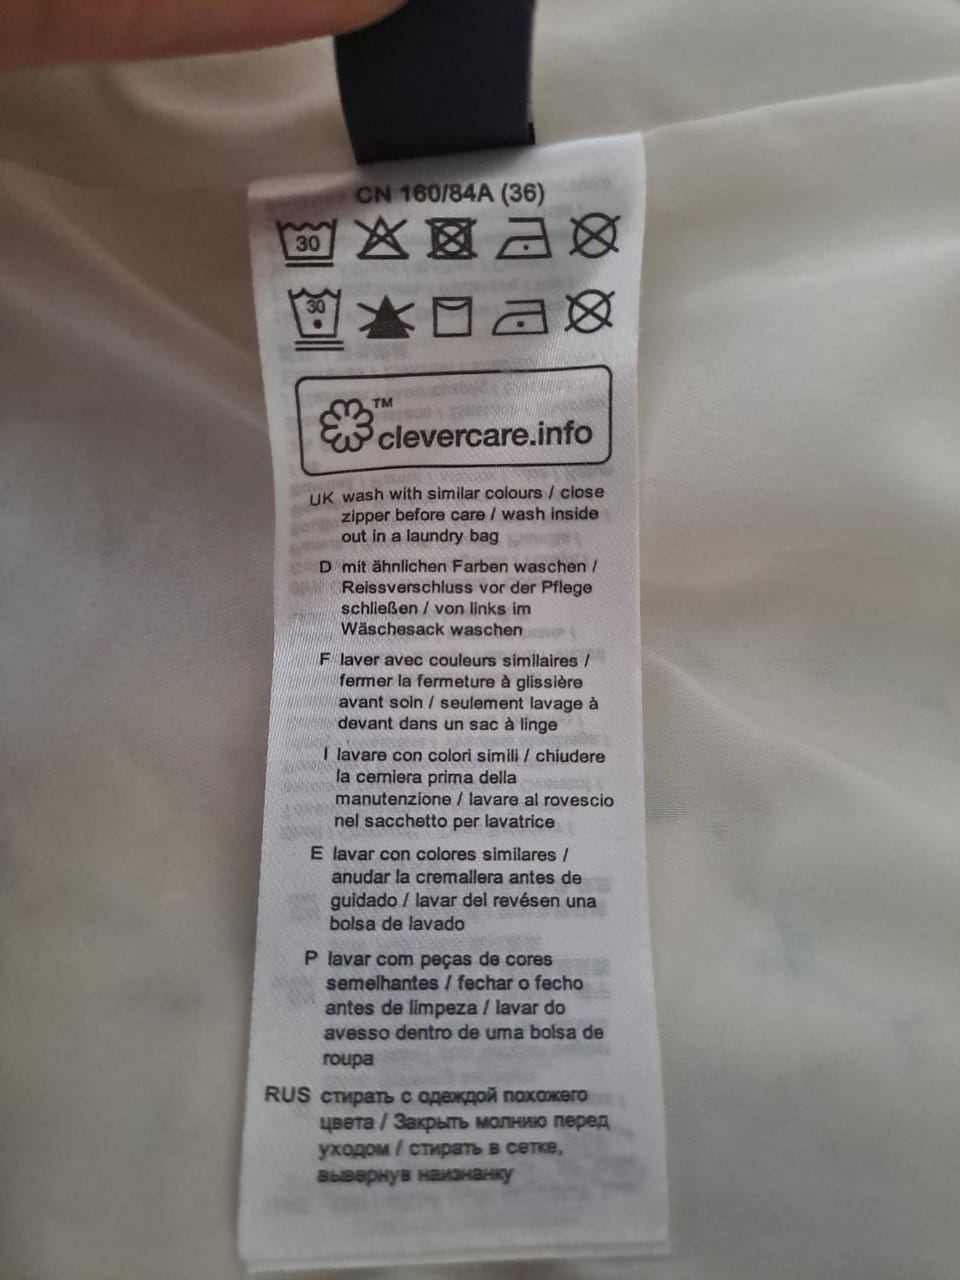 CN 160/84A (36)
30
30
TM
clevercare.info
UK wash with similar colours / close
zipper before care / wash inside
out in a laundry bag
D mit ähnlichen Farben waschen /
Reissverschluss vor der Pflege
schließen / von links im
Wäschesack waschen
F laver avec couleurs similaires /
fermer la fermeture à glissière
avant soin / seulement lavage à
devant dans un sac à linge
I lavare con colori simili / chiudere
la cerniera prima della
manutenzione / lavare al rovescio
nel sacchetto per lavatrice
E lavar con colores similares /
anudar la cremallera antes de
guidado / lavar del revésen una
bolsa de lavado
P lavar com peças de cores
semelhantes / fechar o fecho
antes de limpeza / lavar do
avesso dentro de uma bolsa de
roupa
RUS стирать с одеждой похожего
цвета / Закрыть молнию перед
уходом / стирать в сетке,
вывернув наизнанку